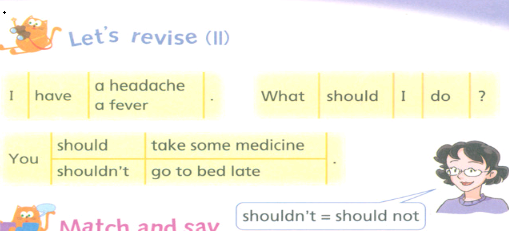 Let's revise (II)
I have a headache
a fever .
What should I do ?
You should take some medicine
shouldn't go to bed late .
shouldn't = should not
Match and say